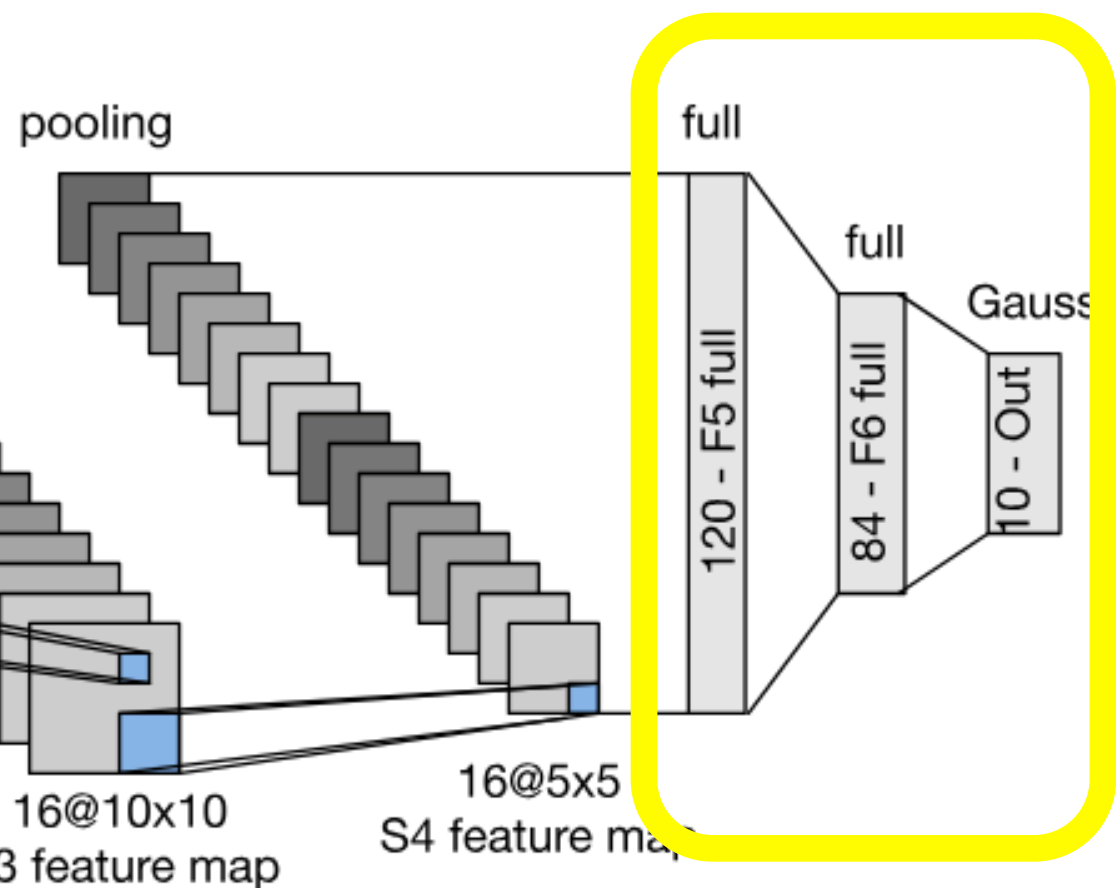 pooling
full
full
Gauss
120 - F5 full
84 - F6 full
10 - Out
16@5x5
S4 feature map
16@10x10
3 feature map